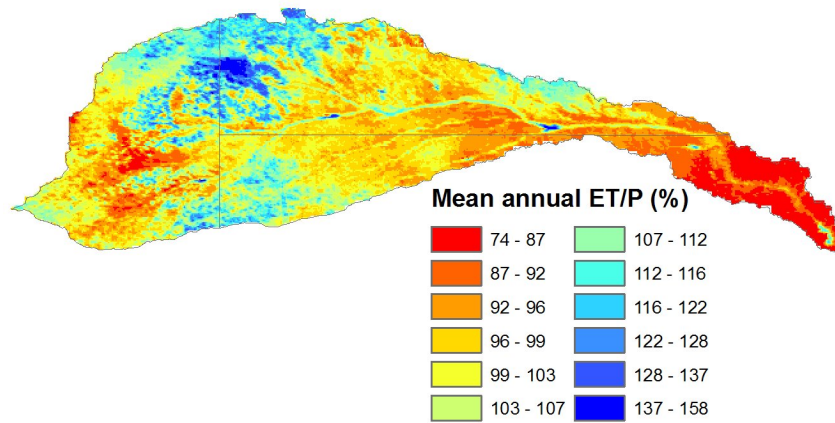 Mean annual ET/P (%)
74 - 87
87 - 92
92 - 96
96 - 99
99 - 103
103 - 107
107 - 112
112 - 116
116 - 122
122 - 128
128 - 137
137 - 158